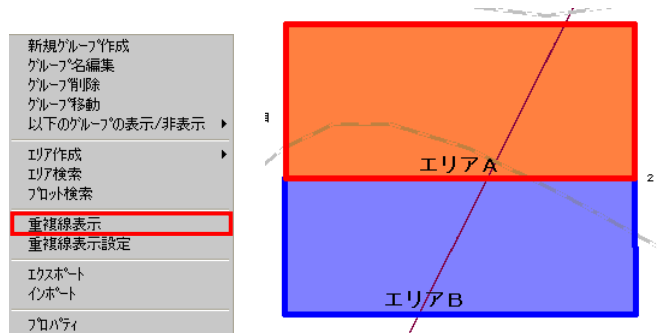 新規ｸﾞﾙｰﾌﾟ作成
ｸﾞﾙｰﾌﾟ名編集
ｸﾞﾙｰﾌﾟ削除
ｸﾞﾙｰﾌﾟ移動
以下のｸﾞﾙｰﾌﾟの表示/非表示
ｴﾘｱ作成
ｴﾘｱ検索
ﾌﾟﾛｯﾄ検索
重複線表示
重複線表示設定
ｴｸｽﾎﾟｰﾄ
ｲﾝﾎﾟｰﾄ
ﾌﾟﾛﾊﾟﾃｨ
エリアA
2
エリアB